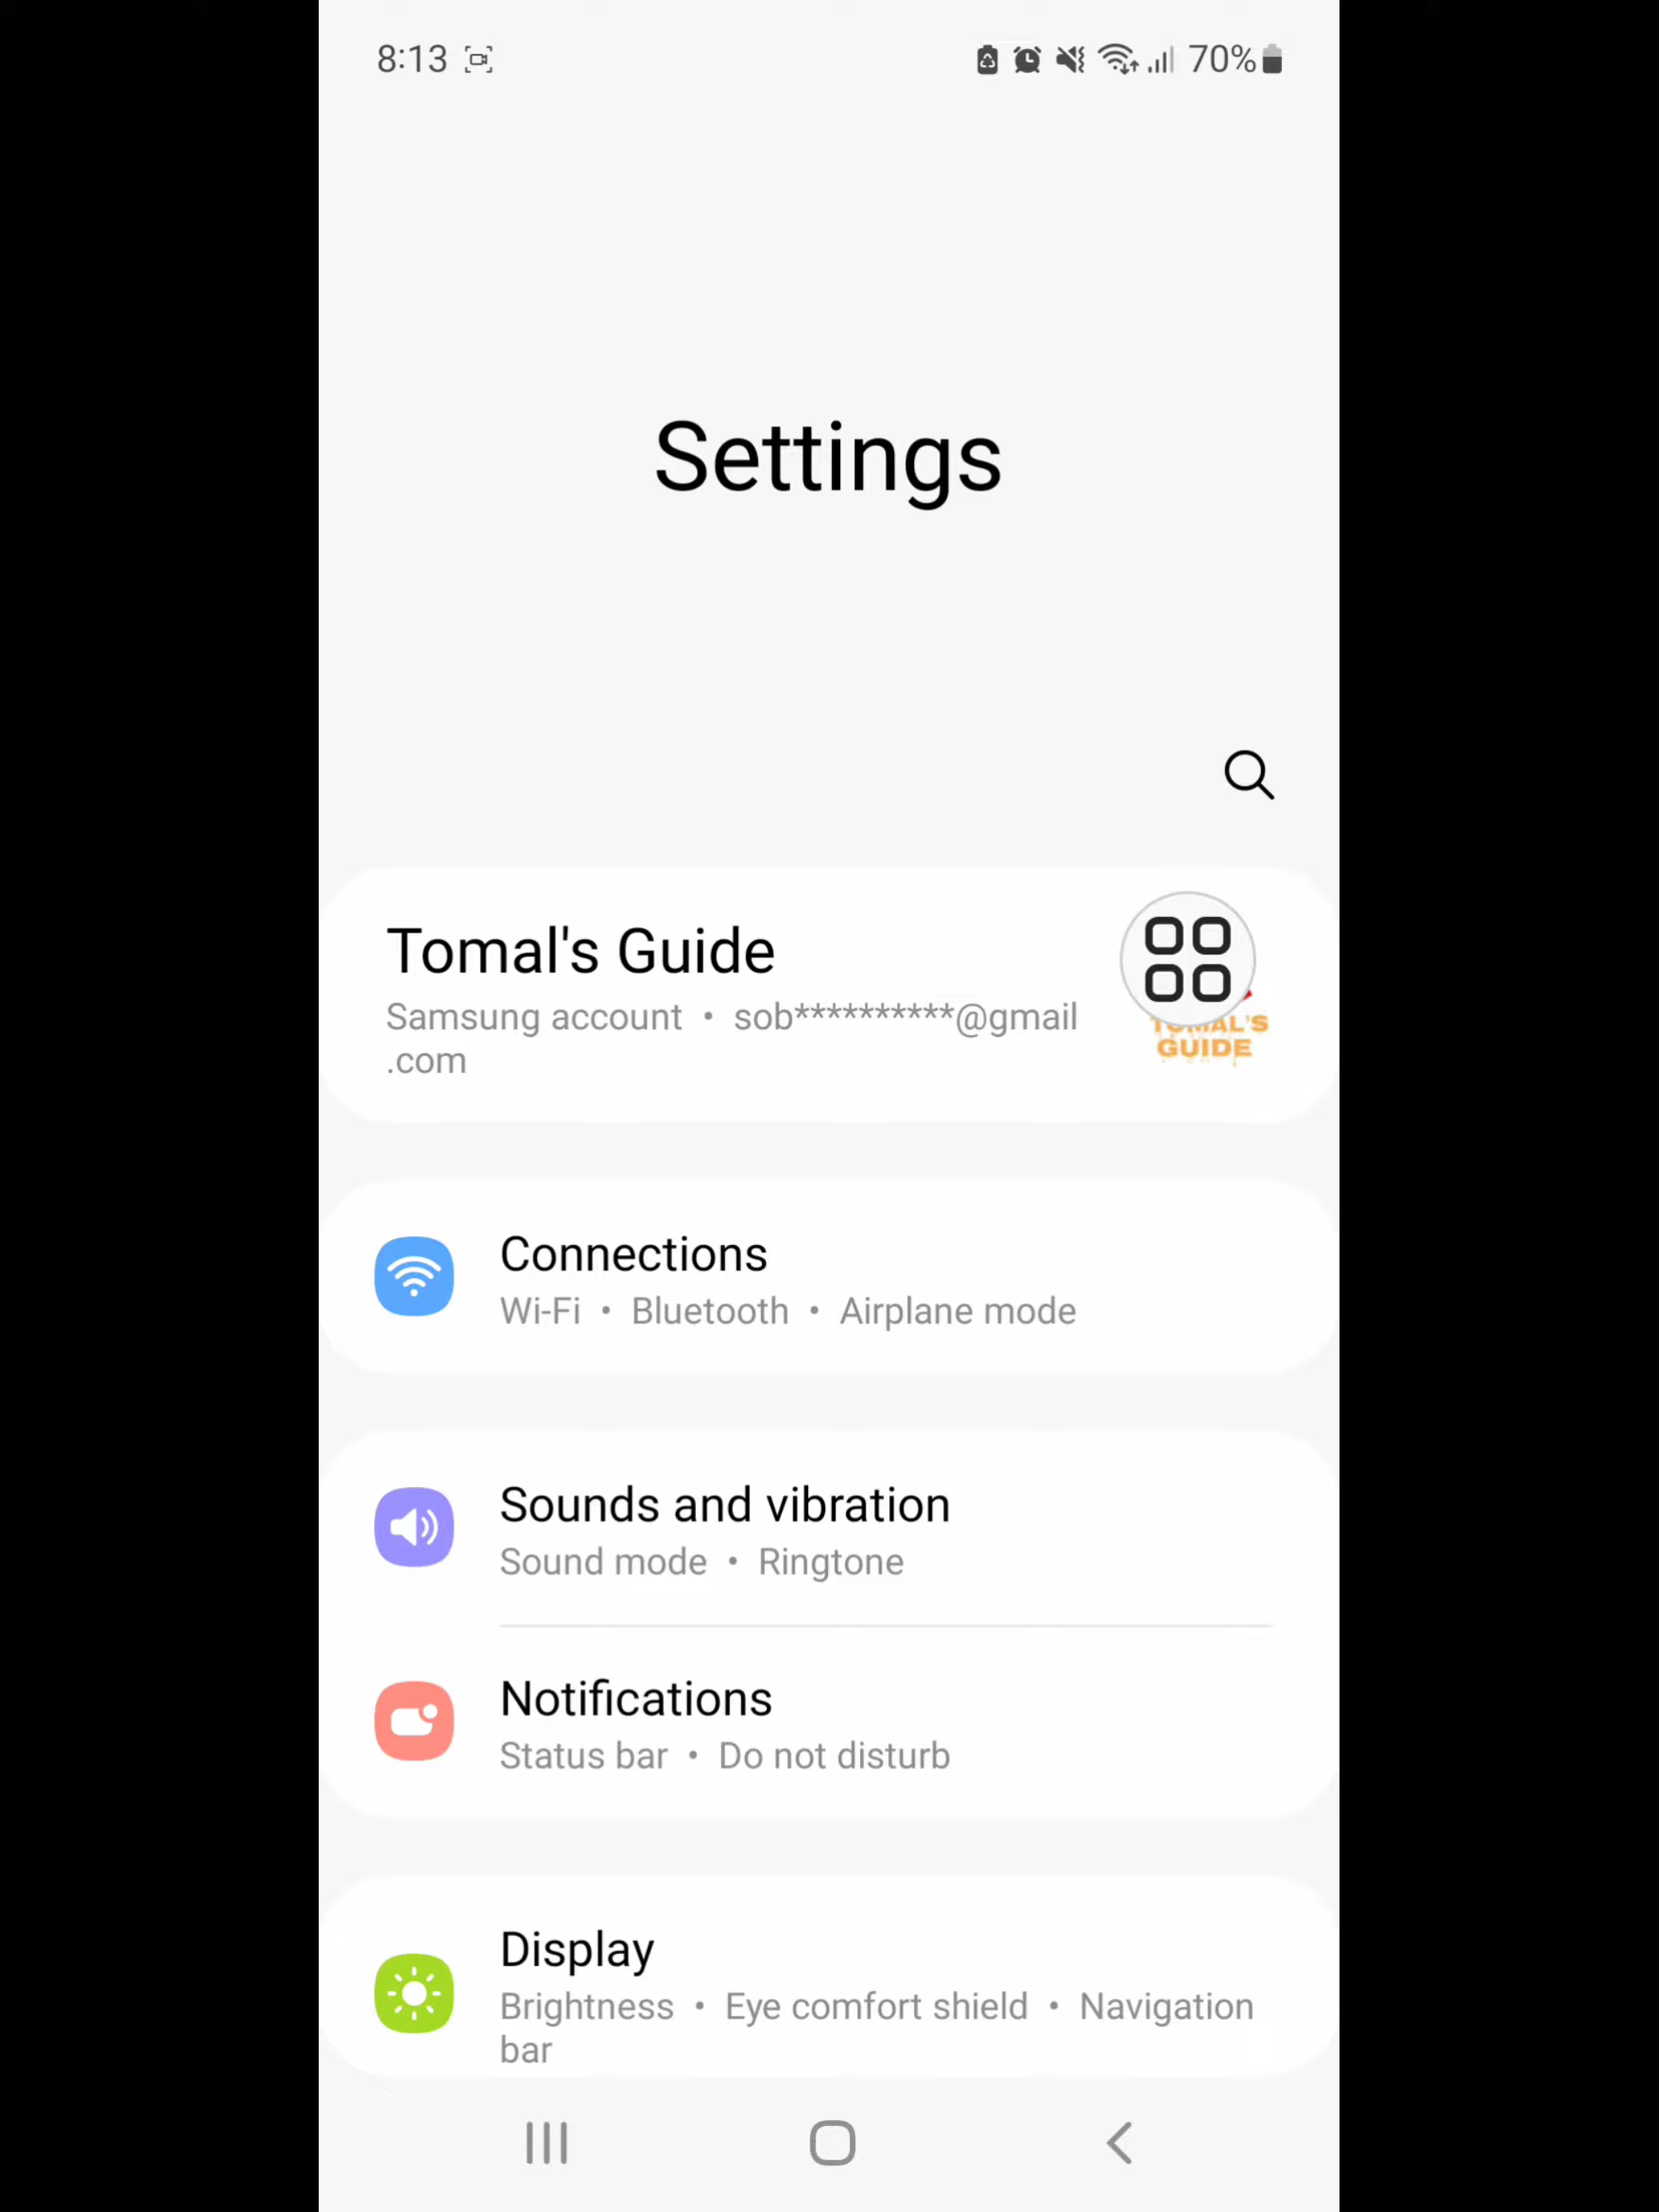 8:13
70%
Settings
Tomal's Guide
Samsung account • sob**********@gmail
.com
TOMAL'S
GUIDE
Connections
Wi-Fi • Bluetooth • Airplane mode
Sounds and vibration
Sound mode • Ringtone
Notifications
Status bar • Do not disturb
Display
Brightness • Eye comfort shield • Navigation
bar